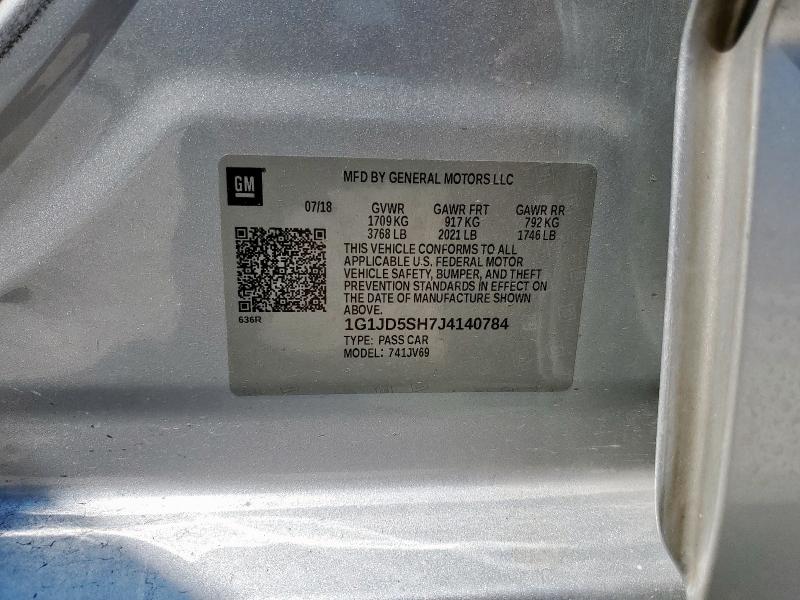 GM
MFD BY GENERAL MOTORS LLC
07/18 GVWR GAWR FRT GAWR RR
1709 KG 917 KG 792 KG
3768 LB 2021 LB 1746 LB
THIS VEHICLE CONFORMS TO ALL
APPLICABLE U.S. FEDERAL MOTOR
VEHICLE SAFETY, BUMPER, AND THEFT
PREVENTION STANDARDS IN EFFECT ON
THE DATE OF MANUFACTURE SHOWN
ABOVE.
636R
1G1JD5SH7J4140784
TYPE: PASS CAR
MODEL: 741JV69